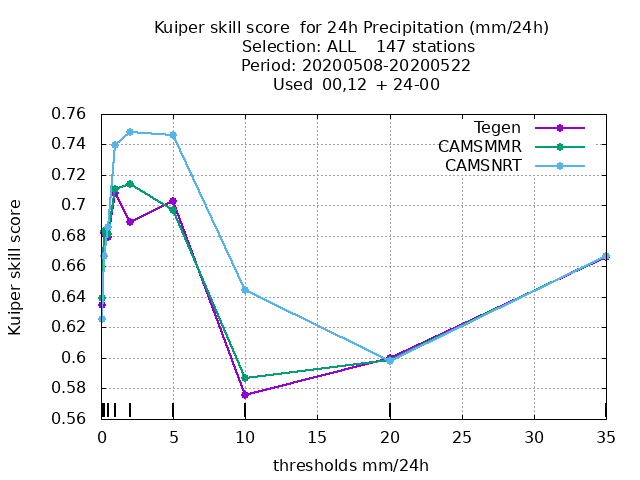 Kuiper skill score  for 24h Precipitation (mm/24h)
Selection: ALL    147 stations
Period: 20200508-20200522
Used  00,12  + 24-00
Tegen
CAMSMMR
CAMSNRT
0.76
0.74
0.72
0.7
0.68
0.66
0.64
0.62
0.6
0.58
0.56
Kuiper skill score
0 5 10 15 20 25 30 35
thresholds mm/24h